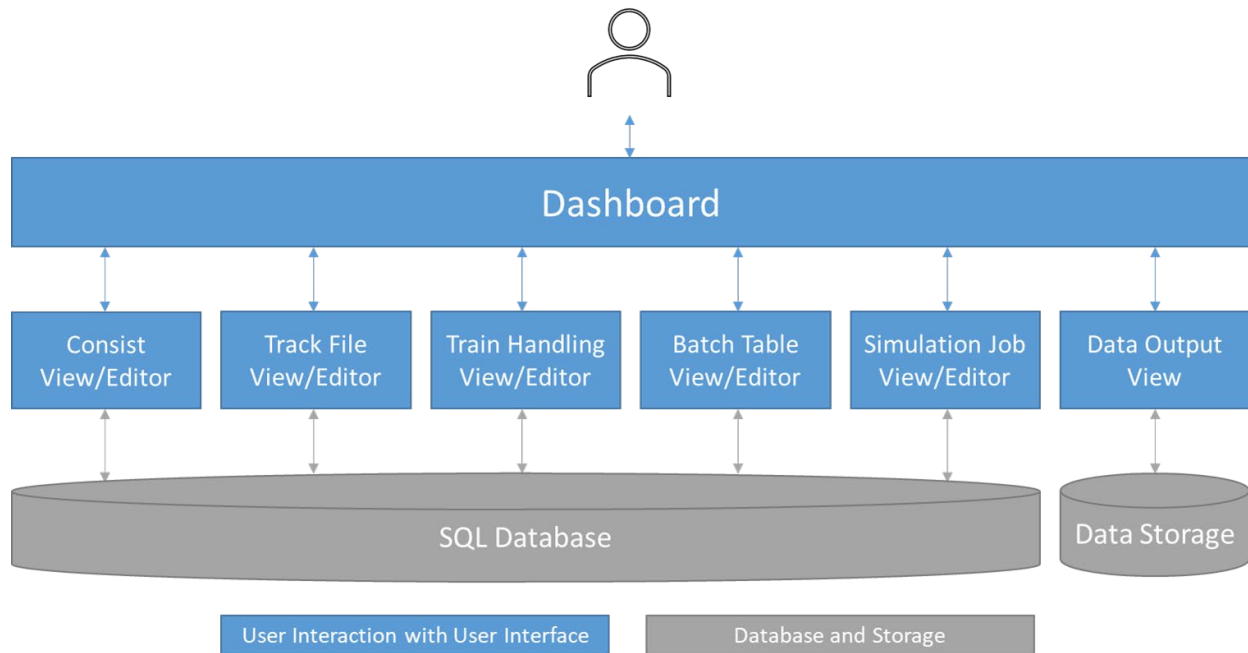 Dashboard
Consist
View/Editor
Track File
View/Editor
Train Handling
View/Editor
Batch Table
View/Editor
Simulation Job
View/Editor
Data Output
View
SQL Database
Data Storage
User Interaction with User Interface
Database and Storage